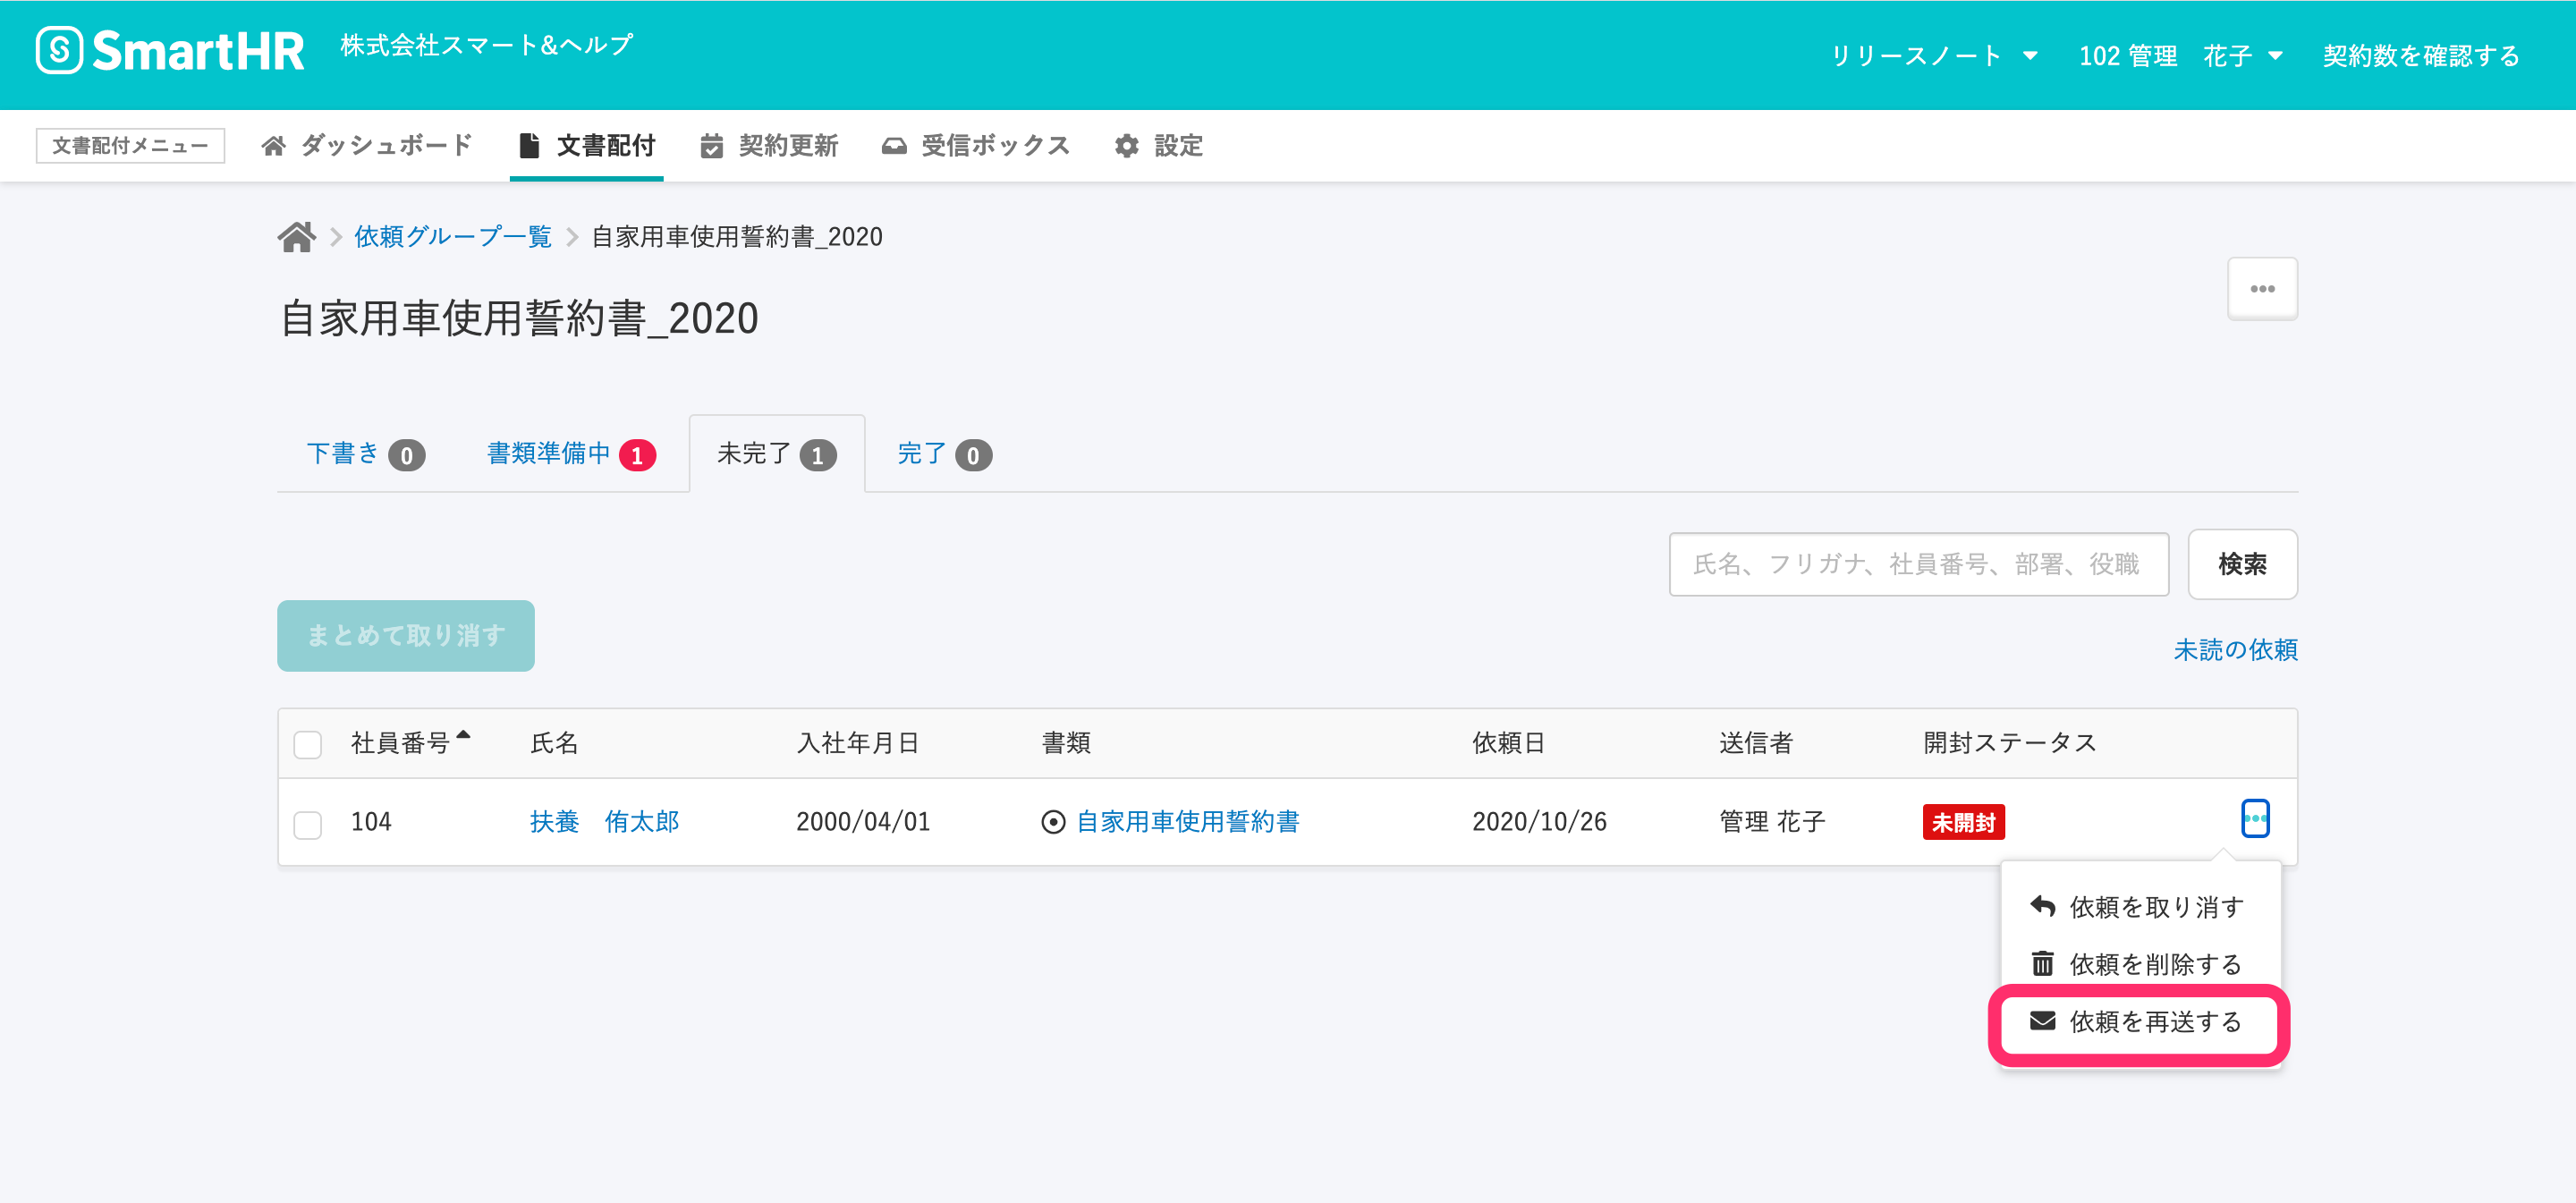 SmartHR 株式会社スマート&ヘルプ リリースノート 102 管理　花子 契約数を確認する
文書配付メニュー ダッシュボード 文書配付 契約更新 受信ボックス 設定
依頼グループ一覧 自家用車使用誓約書_2020
自家用車使用誓約書_2020
下書き 0 書類準備中 1 未完了 1 完了 0
氏名、フリガナ、社員番号、部署、役職 検索
まとめて取り消す
未読の依頼
社員番号 氏名 入社年月日 書類 依頼日 送信者 開封ステータス
104 扶養　侑太郎 2000/04/01 自家用車使用誓約書 2020/10/26 管理 花子 未開封
依頼を取り消す
依頼を削除する
依頼を再送する